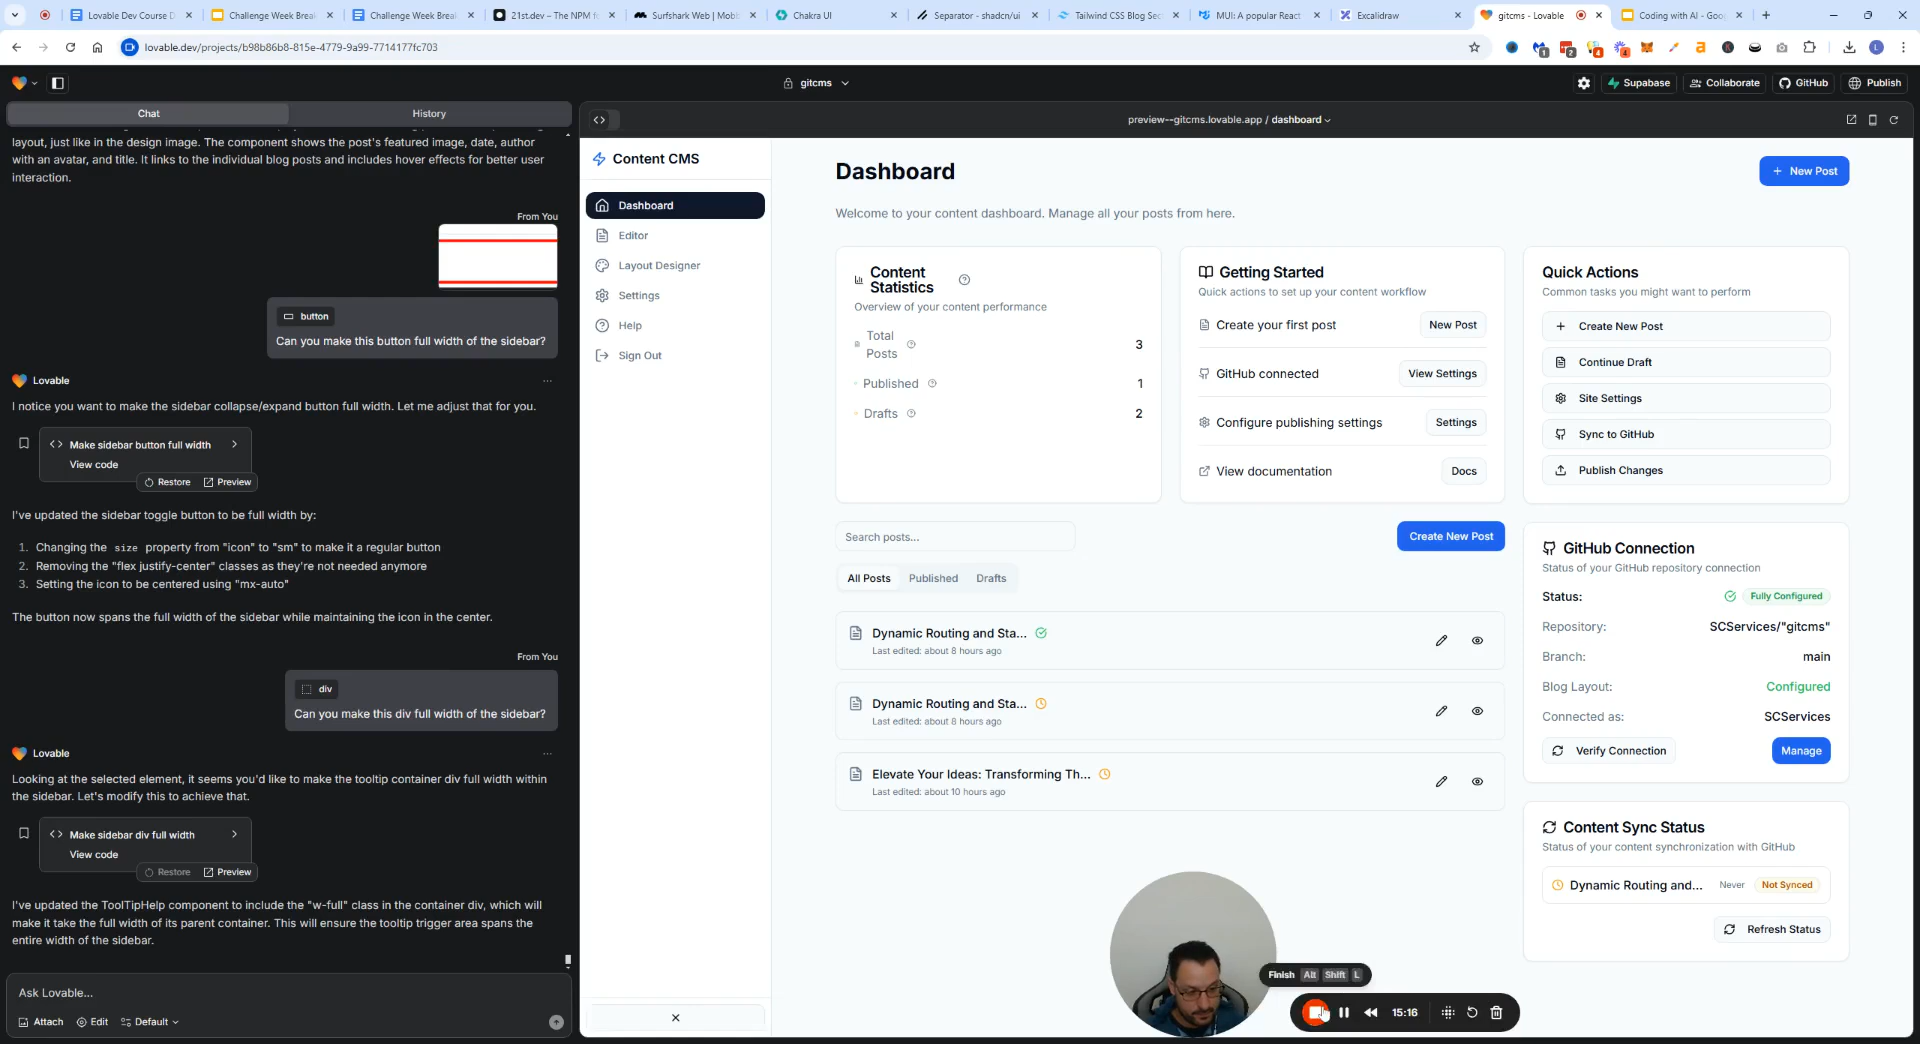 Lovable Dev Course D
Challenge Week Break
Challenge Week Break
21st.dev – The NPM f
Surfshark Web | Mobb
Chakra UI
Separator - shadcn/ui
Tailwind CSS Blog Sec
MUI: A popular React
Excalidraw
gitcms - Lovable
Coding with AI - Goo
lovable.dev/projects/b98b86b8-815e-4779-9a99-7714177fc703
gitcms
Supabase
Collaborate
GitHub
Publish
Chat
History
preview--gitcms.lovable.app / dashboard
layout, just like in the design image. The component shows the post's featured image, date, author
with an avatar, and title. It links to the individual blog posts and includes hover effects for better user
interaction.
From You
button
Can you make this button full width of the sidebar?
Lovable
I notice you want to make the sidebar collapse/expand button full width. Let me adjust that for you.
Make sidebar button full width
View code
Restore
Preview
I've updated the sidebar toggle button to be full width by:
1. Changing the size property from "icon" to "sm" to make it a regular button
2. Removing the "flex justify-center" classes as they're not needed anymore
3. Setting the icon to be centered using "mx-auto"
The button now spans the full width of the sidebar while maintaining the icon in the center.
From You
div
Can you make this div full width of the sidebar?
Lovable
Looking at the selected element, it seems you'd like to make the tooltip container div full width within
the sidebar. Let's modify this to achieve that.
Make sidebar div full width
View code
Restore
Preview
I've updated the ToolTipHelp component to include the "w-full" class in the container div, which will
make it take the full width of its parent container. This will ensure the tooltip trigger area spans the
entire width of the sidebar.
Ask Lovable...
Attach
Edit
Default
Content CMS
Dashboard
Editor
Layout Designer
Settings
Help
Sign Out
Dashboard
New Post
Welcome to your content dashboard. Manage all your posts from here.
Content
Statistics
Overview of your content performance
Total
Posts
3
Published
1
Drafts
2
Getting Started
Quick actions to set up your content workflow
Create your first post
New Post
GitHub connected
View Settings
Configure publishing settings
Settings
View documentation
Docs
Quick Actions
Common tasks you might want to perform
Create New Post
Continue Draft
Site Settings
Sync to GitHub
Publish Changes
Search posts...
Create New Post
All Posts
Published
Drafts
Dynamic Routing and Sta...
Last edited: about 8 hours ago
Dynamic Routing and Sta...
Last edited: about 8 hours ago
Elevate Your Ideas: Transforming Th...
Last edited: about 10 hours ago
GitHub Connection
Status of your GitHub repository connection
Status:
Fully Configured
Repository:
SCServices/"gitcms"
Branch:
main
Blog Layout:
Configured
Connected as:
SCServices
Verify Connection
Manage
Content Sync Status
Status of your content synchronization with GitHub
Dynamic Routing and...
Never
Not Synced
Refresh Status
Finish Alt Shift L
15:16